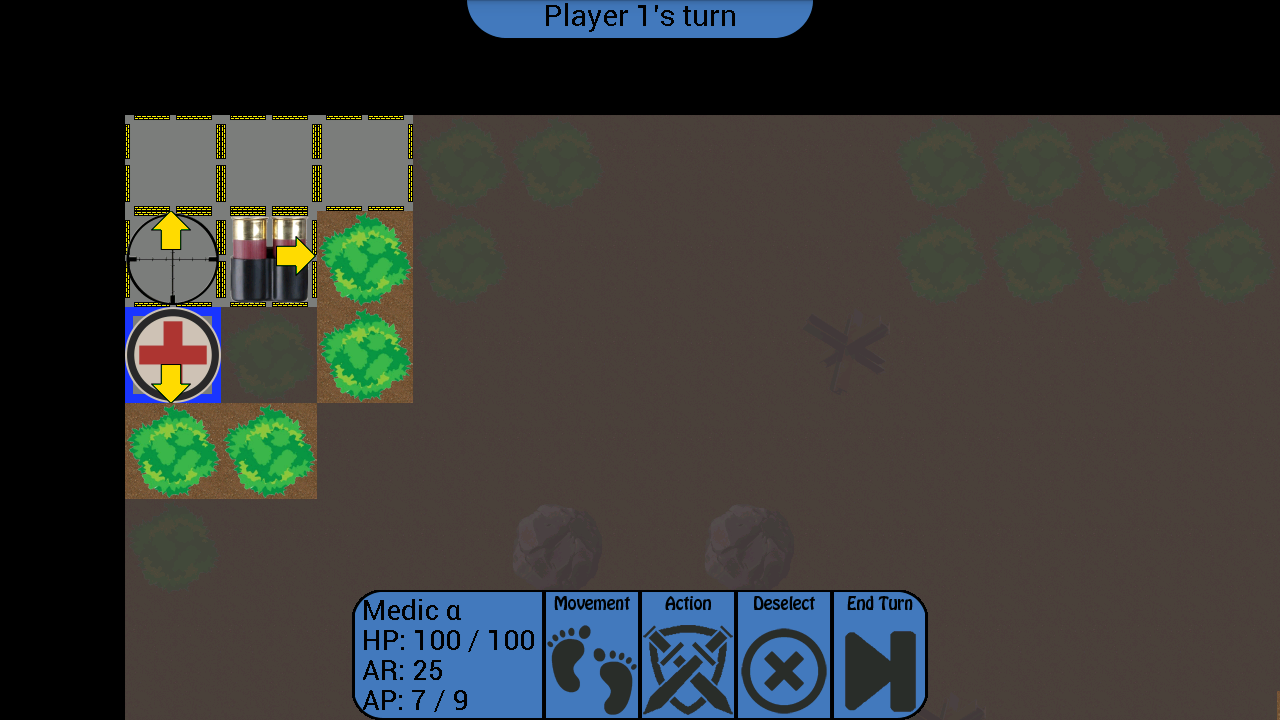 Player 1's turn
Medic α
HP: 100 / 100
AR: 25
AP: 7 / 9
Movement
Action
Deselect
End Turn